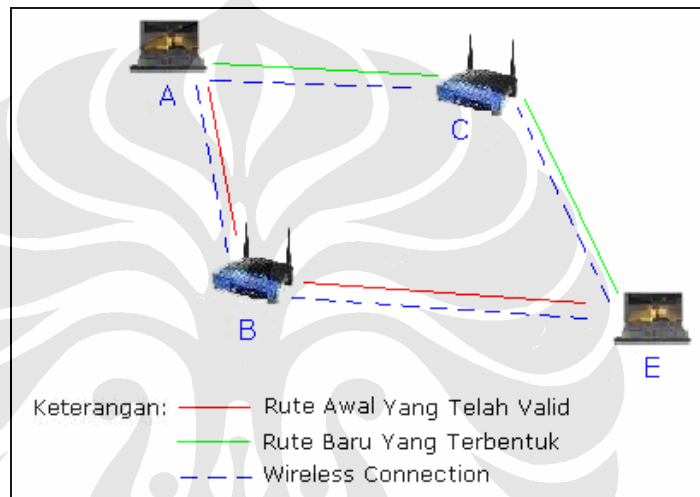 A
C
B
E
Keterangan:
Rute Awal Yang Telah Valid
Rute Baru Yang Terbentuk
Wireless Connection